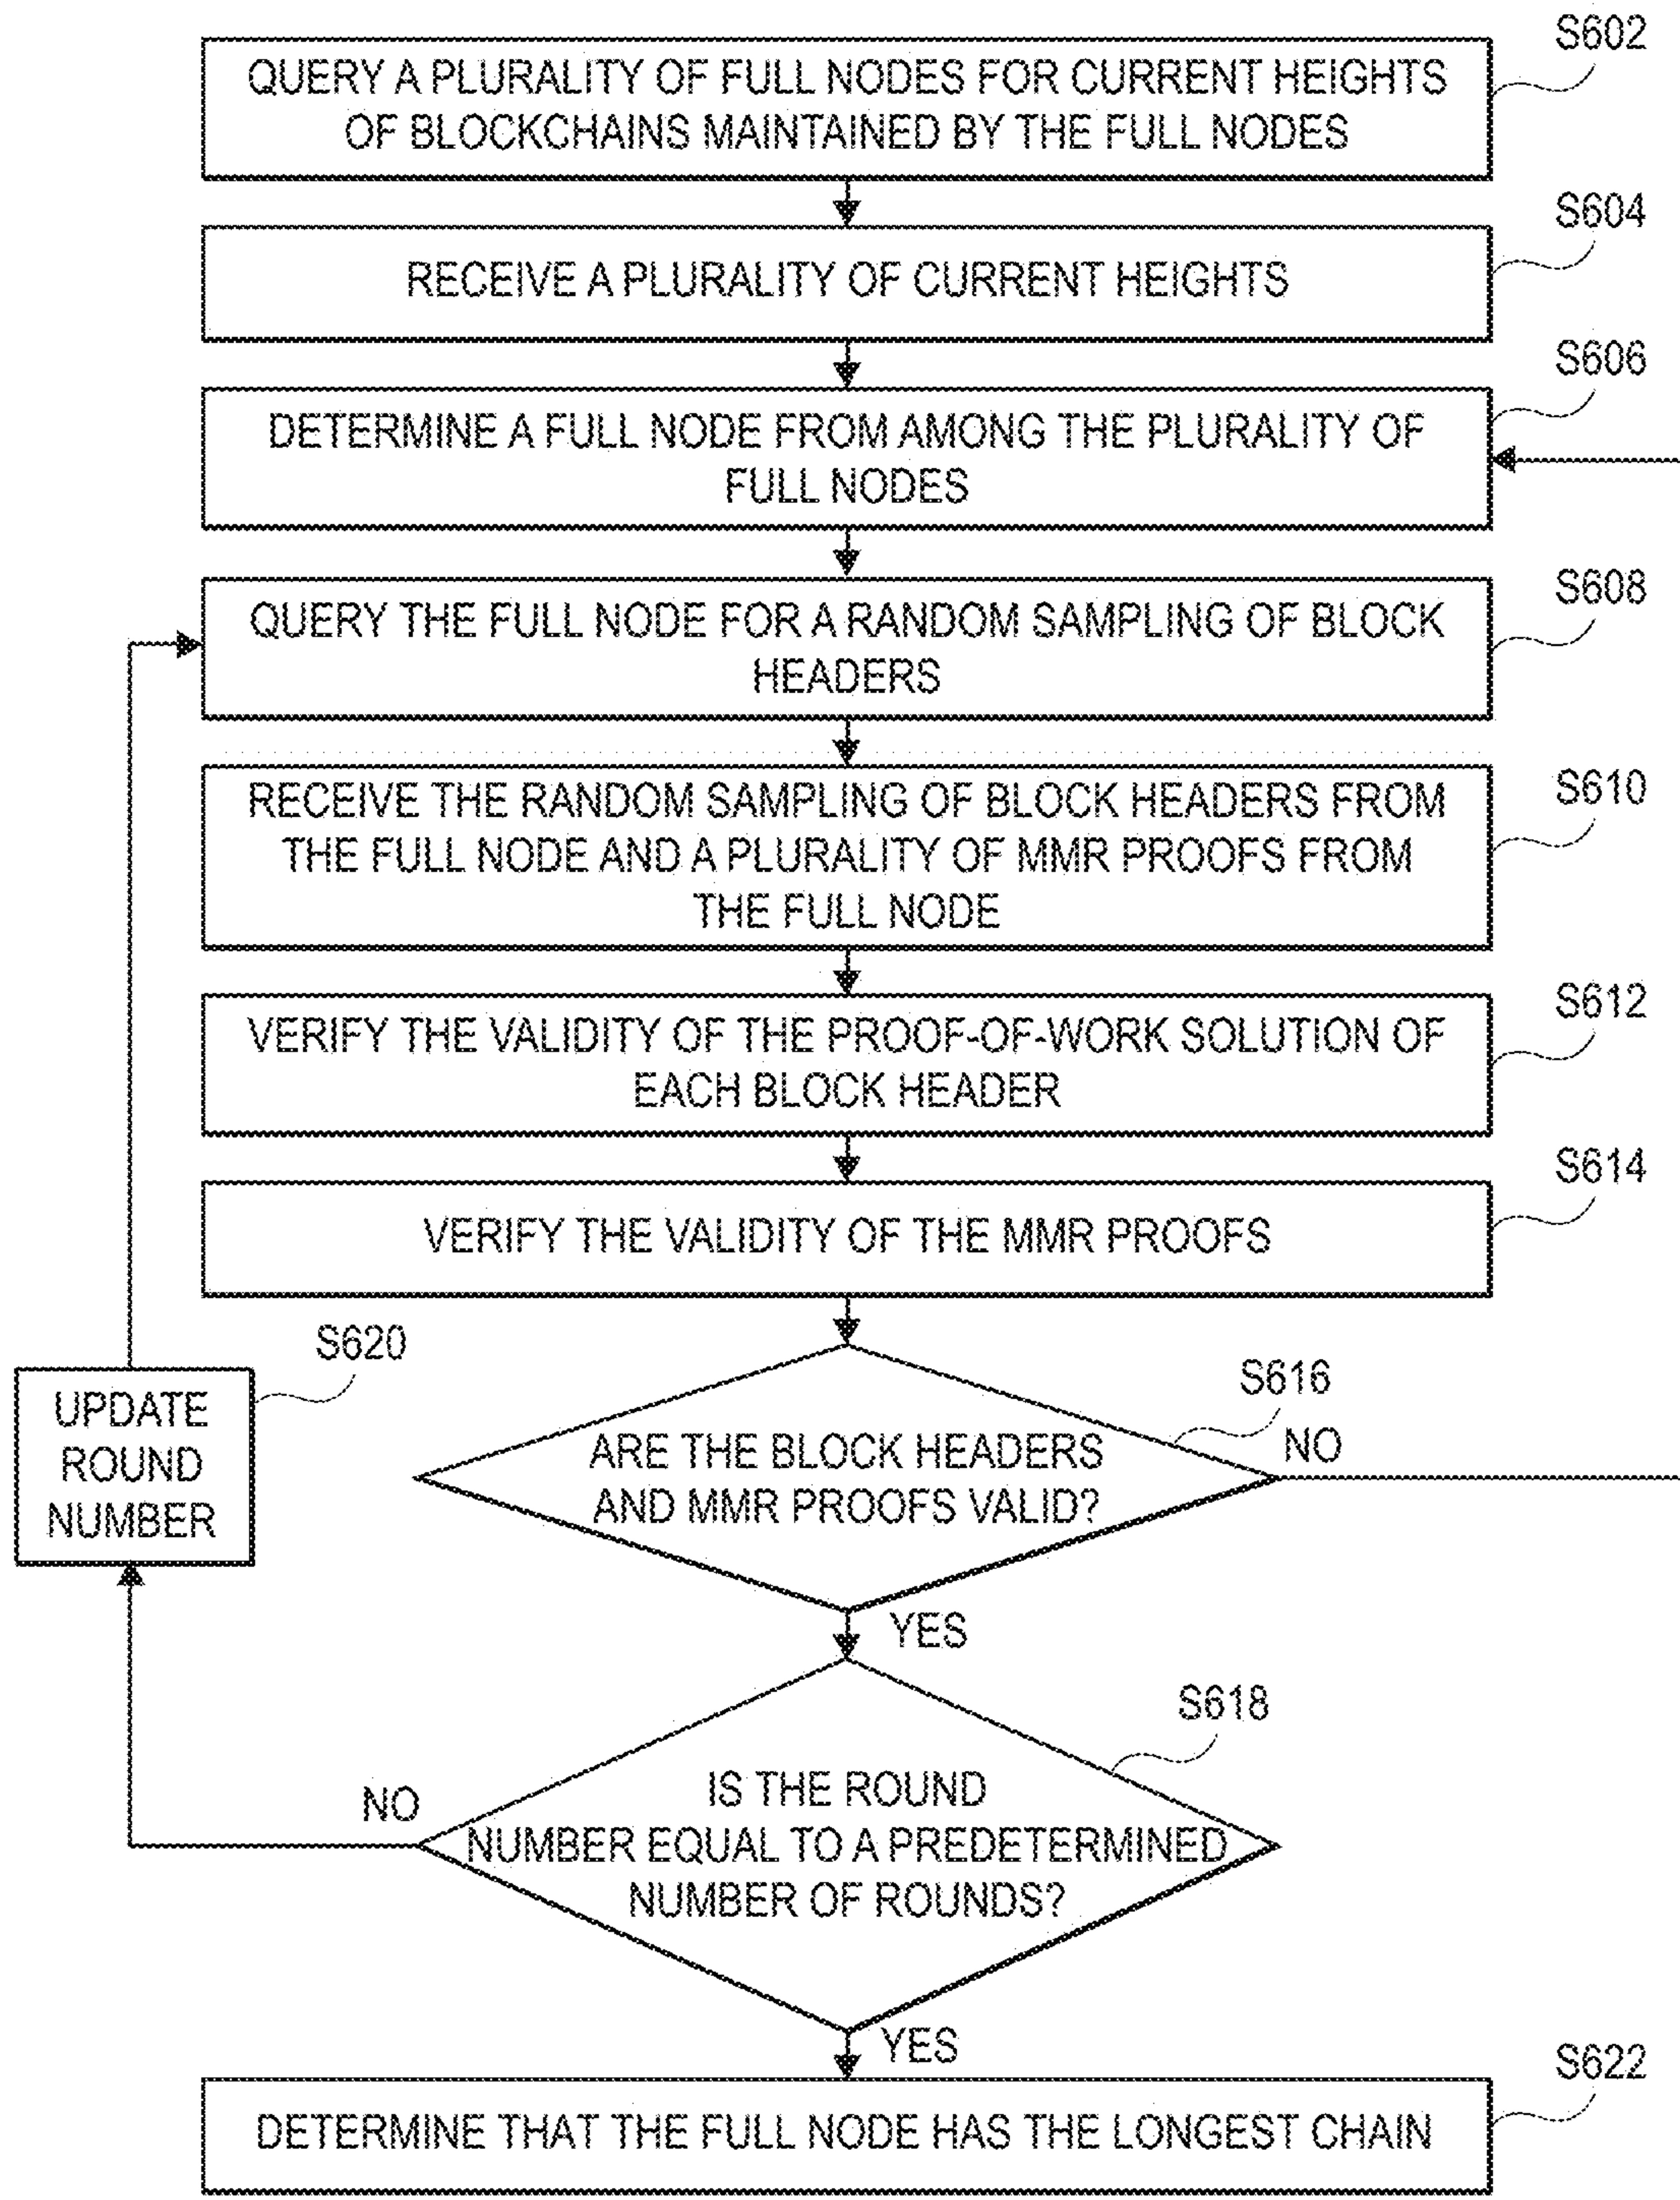 S602
QUERY A PLURALITY OF FULL NODES FOR CURRENT HEIGHTS
OF BLOCKCHAINS MAINTAINED BY THE FULL NODES
S604
RECEIVE A PLURALITY OF CURRENT HEIGHTS
S606
DETERMINE A FULL NODE FROM AMONG THE PLURALITY OF
FULL NODES
S608
QUERY THE FULL NODE FOR A RANDOM SAMPLING OF BLOCK
HEADERS
S610
RECEIVE THE RANDOM SAMPLING OF BLOCK HEADERS FROM
THE FULL NODE AND A PLURALITY OF MMR PROOFS FROM
THE FULL NODE
S612
VERIFY THE VALIDITY OF THE PROOF-OF-WORK SOLUTION OF
EACH BLOCK HEADER
S614
VERIFY THE VALIDITY OF THE MMR PROOFS
S620
UPDATE
ROUND
NUMBER
S616
ARE THE BLOCK HEADERS
AND MMR PROOFS VALID?
NO
YES
S618
IS THE ROUND
NUMBER EQUAL TO A PREDETERMINED
NUMBER OF ROUNDS?
NO
YES
S622
DETERMINE THAT THE FULL NODE HAS THE LONGEST CHAIN